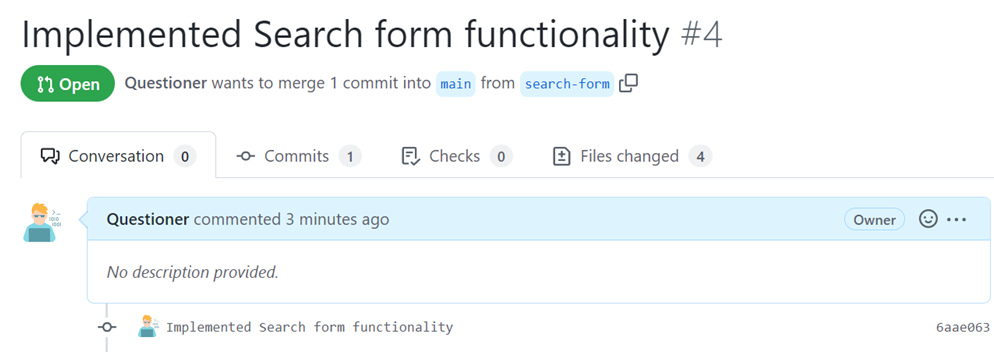 Implemented Search form functionality #4
Open Questioner wants to merge 1 commit into main from search-form
Conversation 0 Commits 1 Checks 0 Files changed 4
Questioner commented 3 minutes ago Owner
No description provided.
Implemented Search form functionality 6aae063